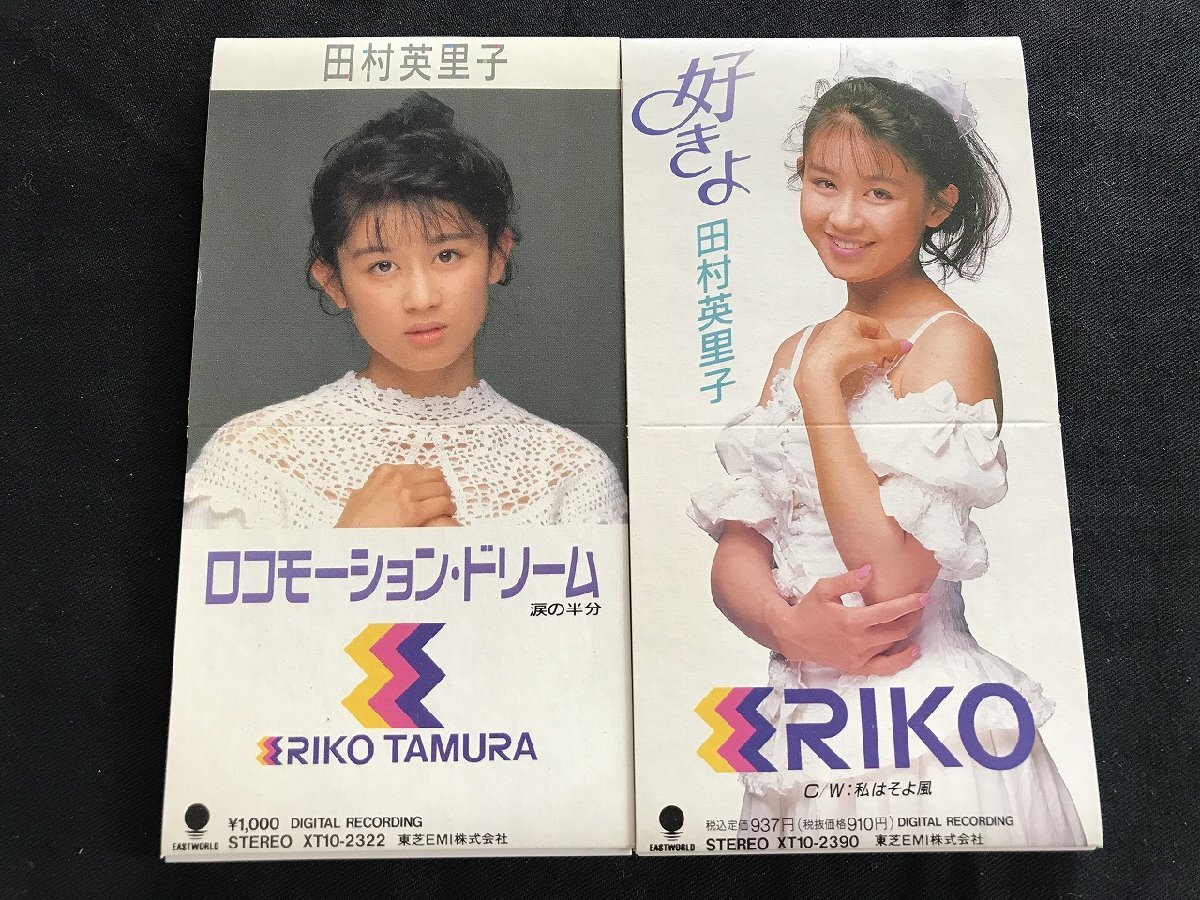 田村英里子
ロコモーション・ドリーム
涙の半分
ERIKO TAMURA
EASTWORLD
¥1,000 DIGITAL RECORDING
STEREO XT10-2322 東芝EMI株式会社
好きよ
田村英里子
ERIKO
C/W:私はそよ風
EASTWORLD
税込定価937円(税抜価格910円) DIGITAL RECORDING
STEREO XT10-2390 東芝EMI株式会社